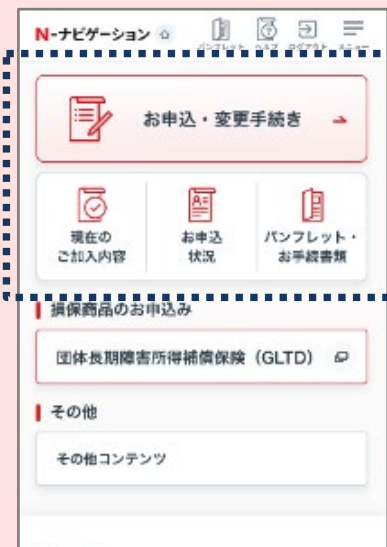 N-ナビゲーション
パンフレット ヘルプ ログアウト メニュー
お申込・変更手続き
現在の
ご加入内容
お申込
状況
パンフレット・
お手続書類
損保商品のお申込み
団体長期障害所得補償保険（GLTD）
その他
その他コンテンツ